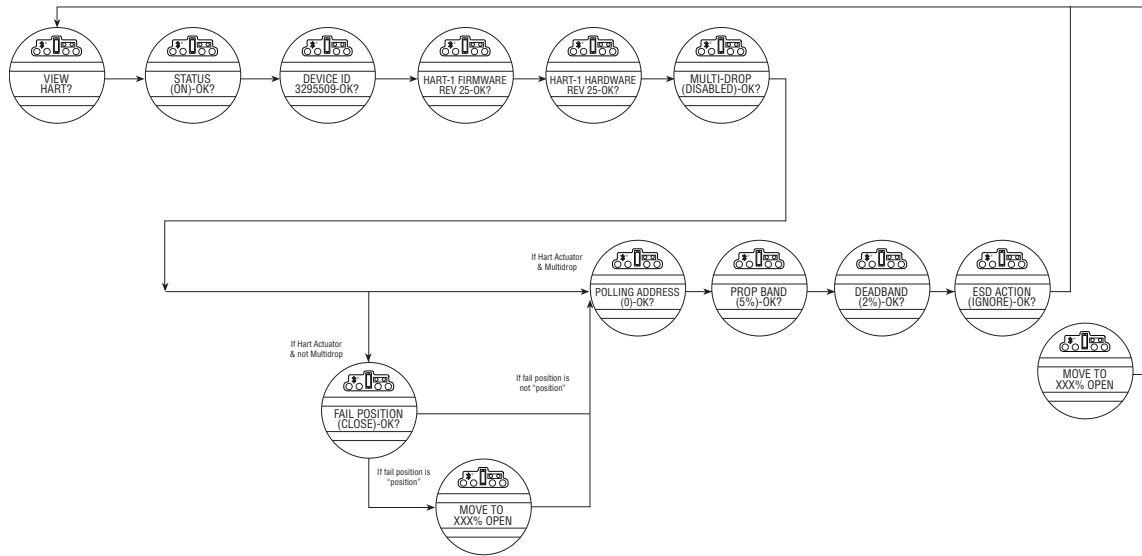 VIEW
HART?
STATUS
(ON)-OK?
DEVICE ID
3295509-OK?
HART-1 FIRMWARE
REV 25-OK?
HART-1 HARDWARE
REV 25-OK?
MULTI-DROP
(DISABLED)-OK?
If Hart Actuator
& Multidrop
POLLING ADDRESS
(0)-OK?
PROP BAND
(5%)-OK?
DEADBAND
(2%)-OK?
ESD ACTION
(IGNORE)-OK?
If Hart Actuator
& not Multidrop
MOVE TO
XXX% OPEN
FAIL POSITION
(CLOSE)-OK?
If fail position is
not “position”
If fail position is
“position”
MOVE TO
XXX% OPEN